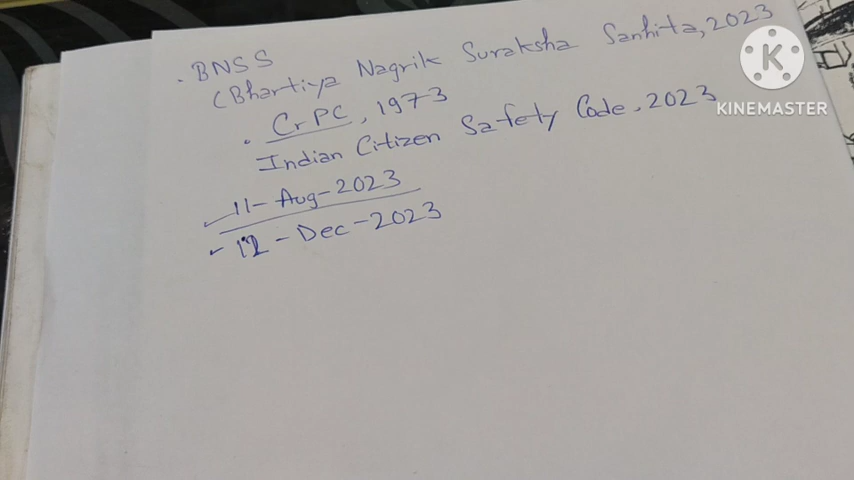 . BNSS
(Bhartiya Nagrik Suraksha Sanhita, 2023
. CrPC, 1973
Indian Citizen Safety Code, 2023
11-Aug-2023
12-Dec-2023
KINEMASTER